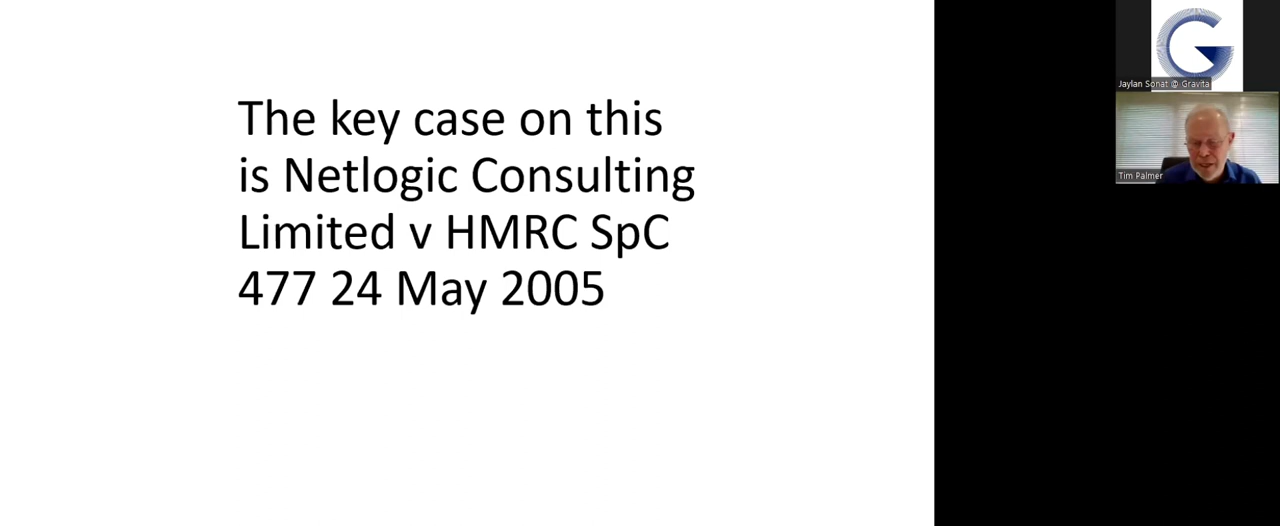 The key case on this
is Netlogic Consulting
Limited v HMRC SpC
477 24 May 2005
Jaylan Sonat @ Gravita
Tim Palmer